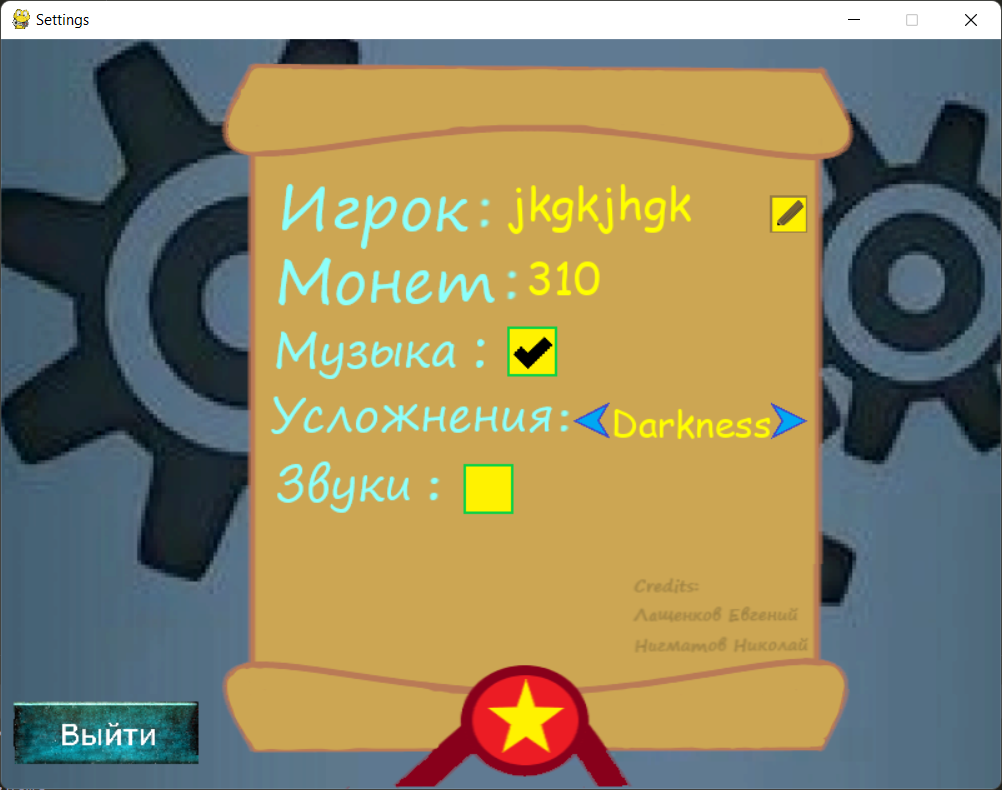 Settings
Игрок: jkgkjhgk
Монет: 310
Музыка :
Усложнения: Darkness
Звуки :
Credits:
Лащенков Евгений
Нигматов Николай
Выйти